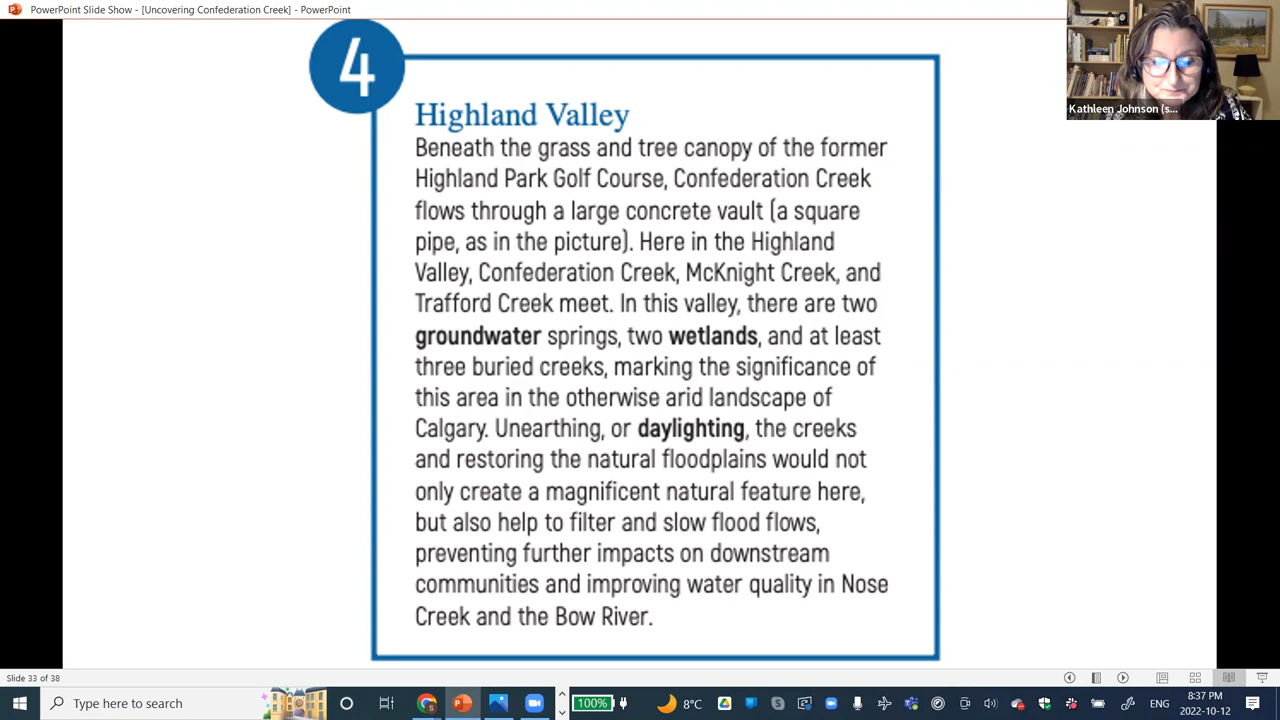 PowerPoint Slide Show - [Uncovering Confederation Creek] - PowerPoint
Kathleen Johnson (s...
4
Highland Valley
Beneath the grass and tree canopy of the former
Highland Park Golf Course, Confederation Creek
flows through a large concrete vault (a square
pipe, as in the picture). Here in the Highland
Valley, Confederation Creek, McKnight Creek, and
Trafford Creek meet. In this valley, there are two
groundwater springs, two wetlands, and at least
three buried creeks, marking the significance of
this area in the otherwise arid landscape of
Calgary. Unearthing, or daylighting, the creeks
and restoring the natural floodplains would not
only create a magnificent natural feature here,
but also help to filter and slow flood flows,
preventing further impacts on downstream
communities and improving water quality in Nose
Creek and the Bow River.
Slide 33 of 38
Type here to search
100%
8°C
ENG
8:37 PM
2022-10-12